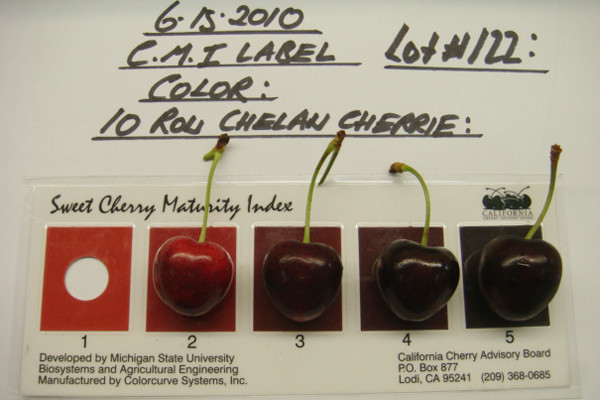 6-15-2010
C.M.I LABEL
Lot #122:
COLOR:
10 ROW CHELAN CHERRIE:
Sweet Cherry Maturity Index
CALIFORNIA
1 2 3 4 5
Developed by Michigan State University
Biosystems and Agricultural Engineering
Manufactured by Colorcurve Systems, Inc.
California Cherry Advisory Board
P.O. Box 877
Lodi, CA 95241 (209) 368-0685